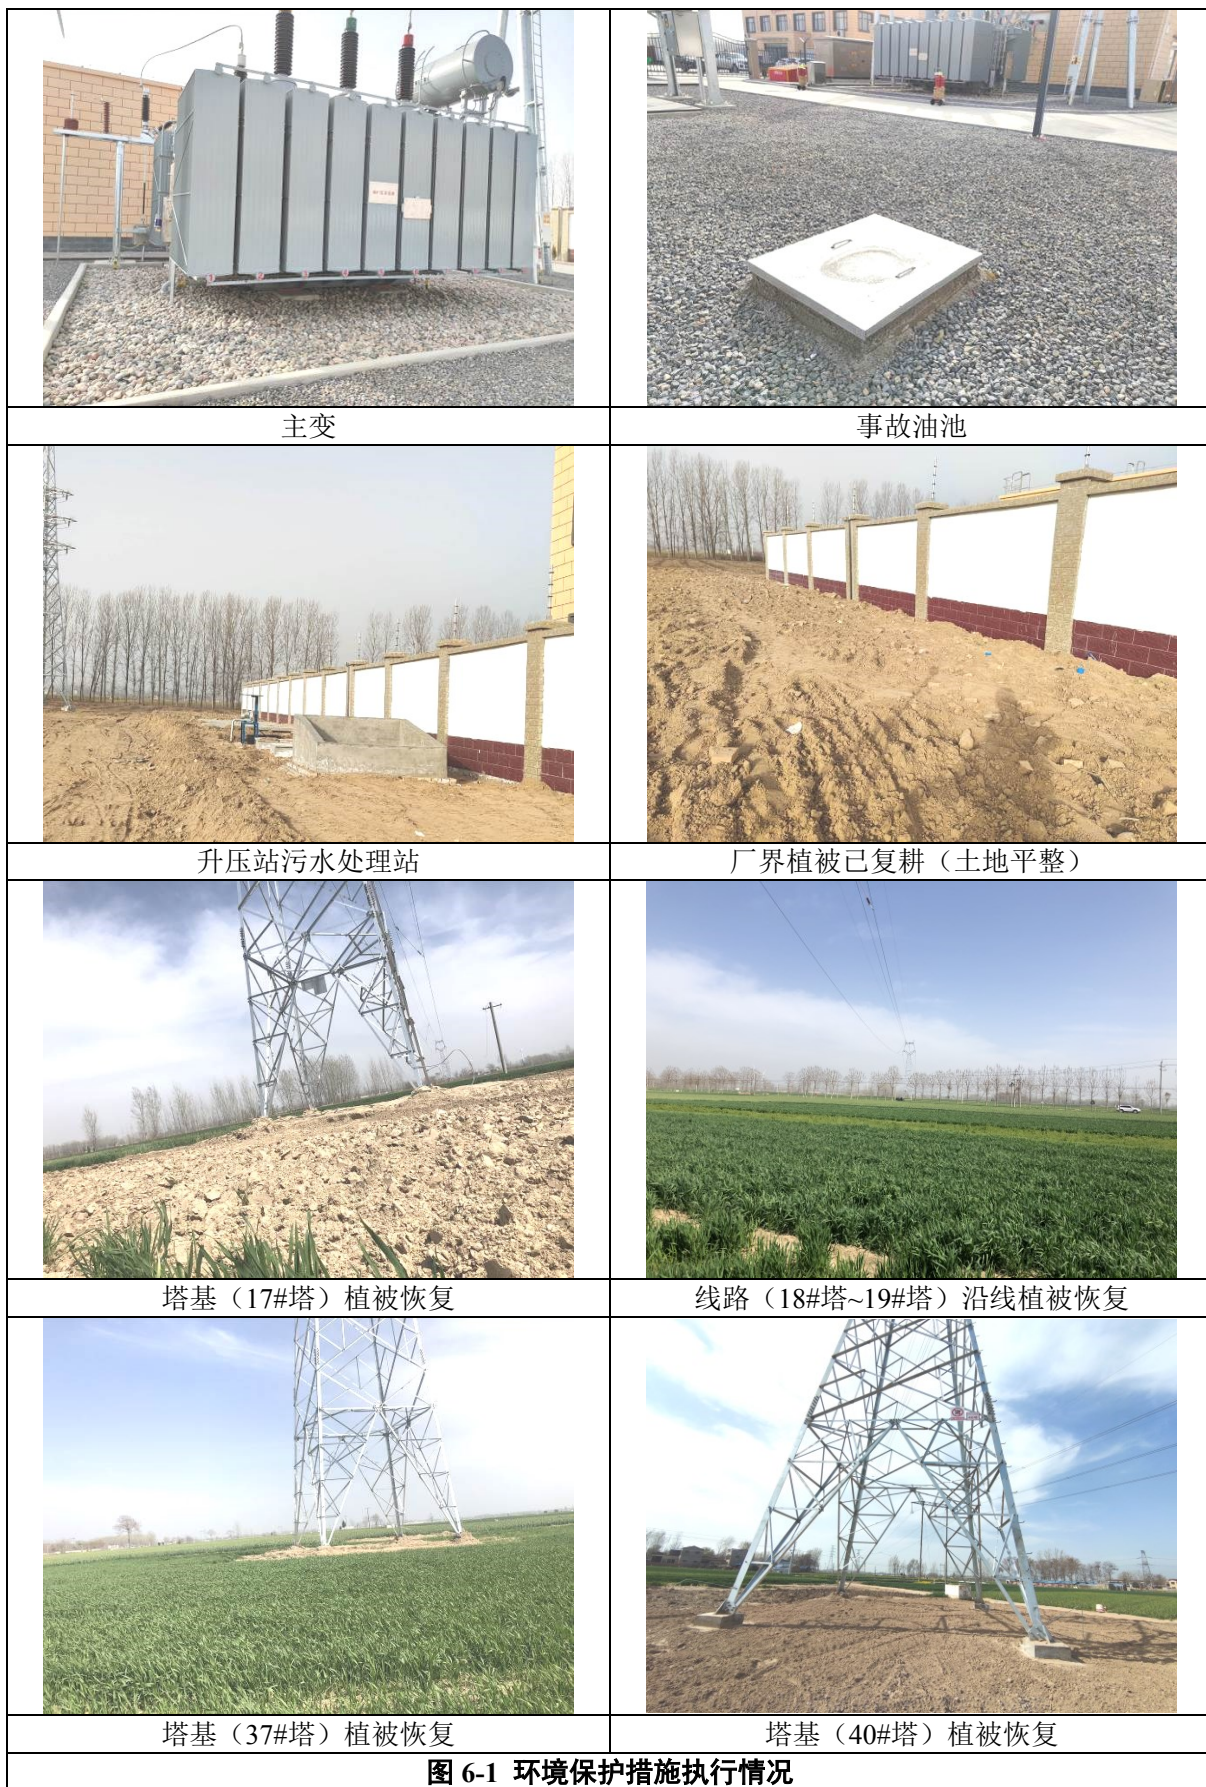 主变
事故油池
升压站污水处理站
厂界植被已复耕（土地平整）
塔基（17#塔）植被恢复
线路（18#塔~19#塔）沿线植被恢复
塔基（37#塔）植被恢复
塔基（40#塔）植被恢复
图 6-1 环境保护措施执行情况